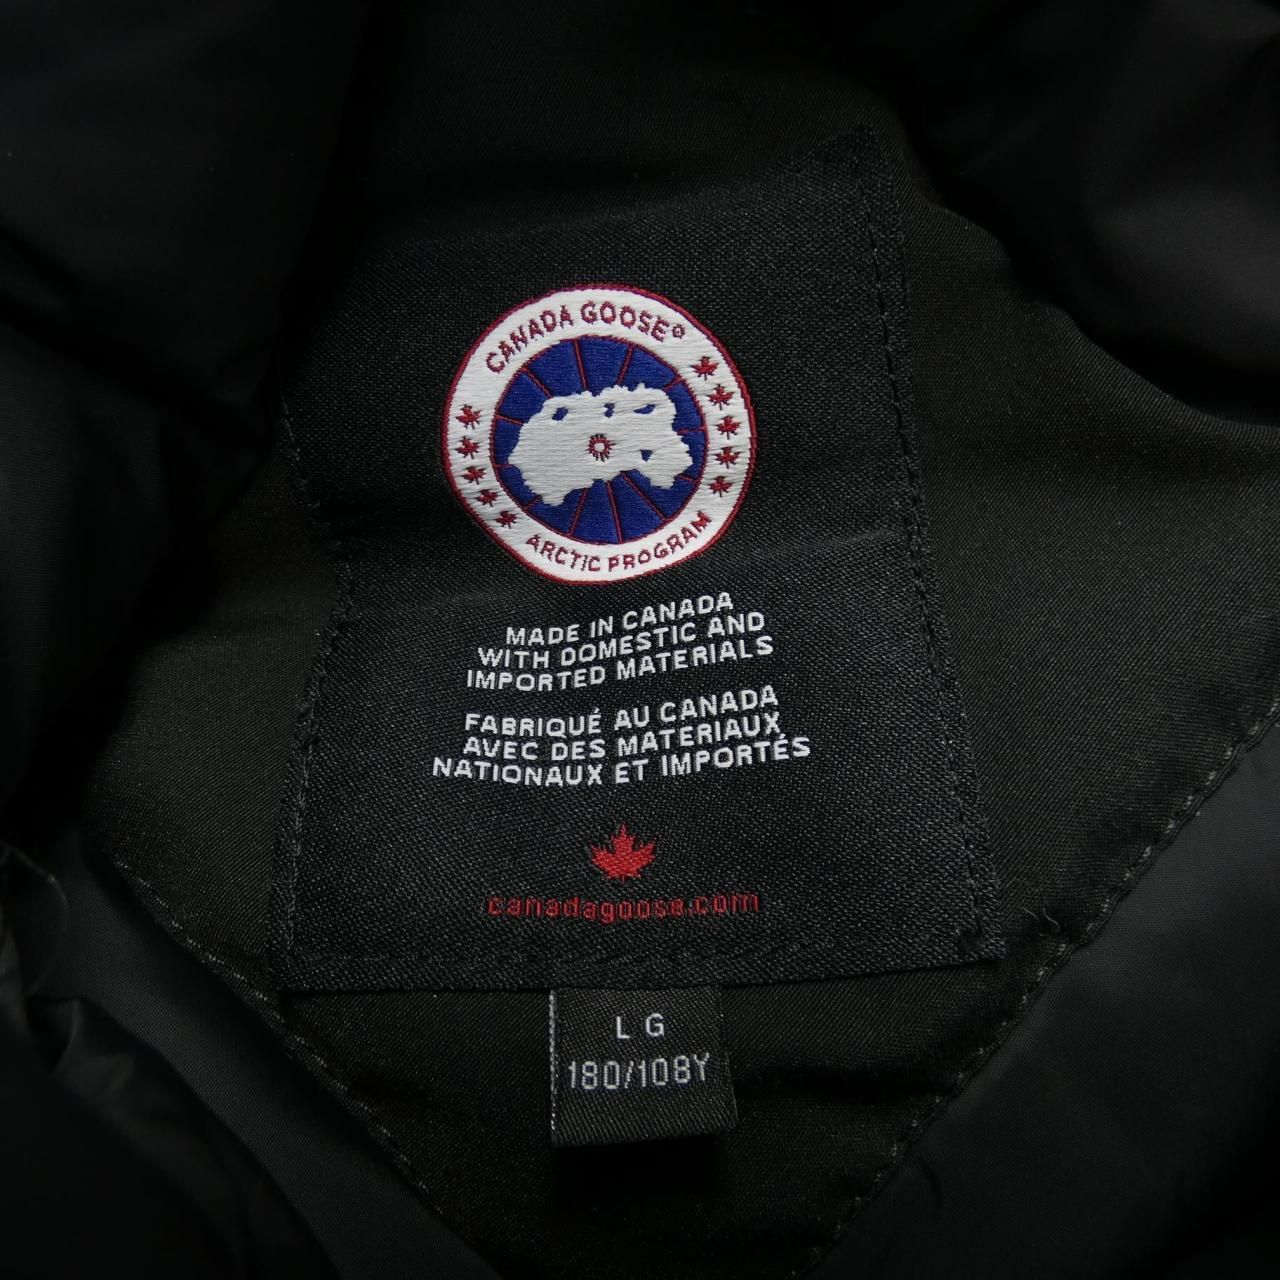 CANADA GOOSE®
ARCTIC PROGRAM
MADE IN CANADA
WITH DOMESTIC AND
IMPORTED MATERIALS
FABRIQUÉ AU CANADA
AVEC DES MATERIAUX
NATIONAUX ET IMPORTÉS
canadagoose.com
LG
180/108Y